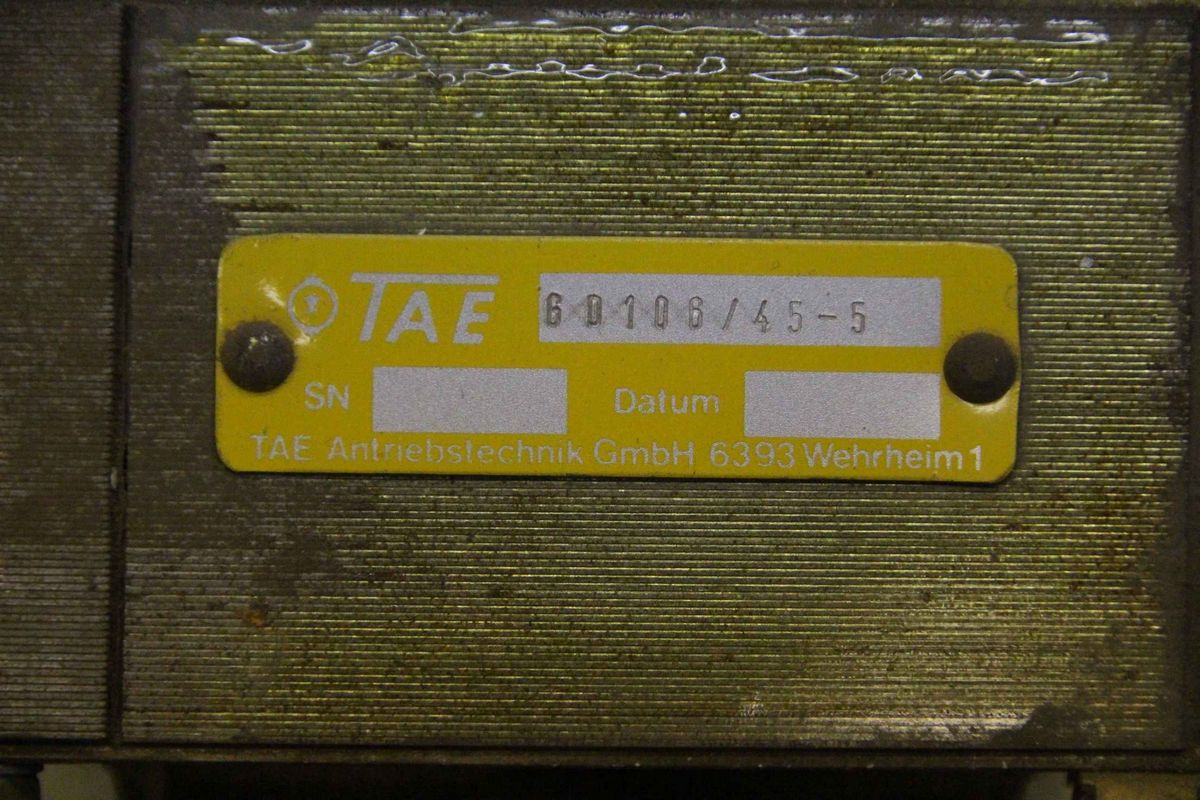 TAE 6D106/45-5
SN Datum
TAE Antriebstechnik GmbH 6393 Wehrheim 1